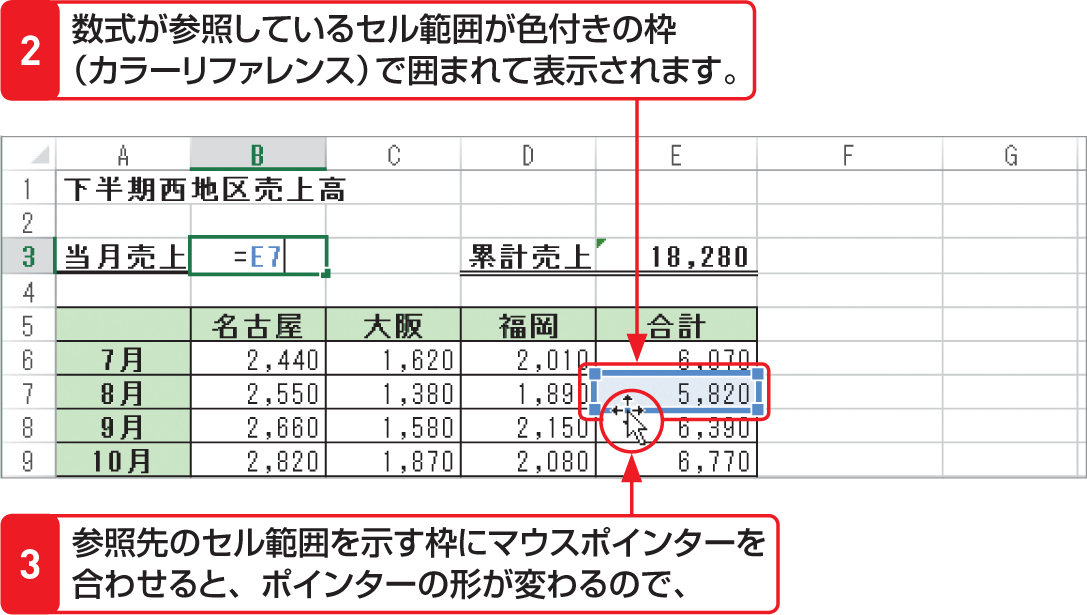 2
数式が参照しているセル範囲が色付きの枠
（カラーリファレンス）で囲まれて表示されます。
A B C D E F G
1 下半期西地区売上高
2
3 当月売上 =E7 累計売上 18,280
4
5 名古屋 大阪 福岡 合計
6 7月 2,440 1,620 2,010 6,070
7 8月 2,550 1,380 1,890 5,820
8 9月 2,660 1,580 2,150 6,390
9 10月 2,820 1,870 2,080 6,770
3
参照先のセル範囲を示す枠にマウスポインターを
合わせると、ポインターの形が変わるので、